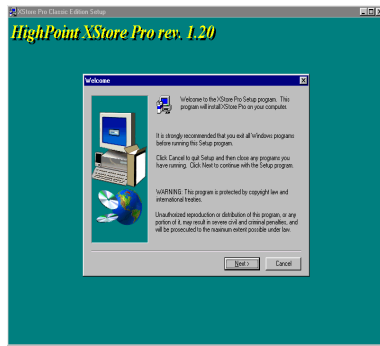 XStore Pro Classic Edition Setup
HighPoint XStore Pro rev. 1.20
Welcome
Welcome to the XStore Pro Setup program. This
program will install XStore Pro on your computer.
It is strongly recommended that you exit all Windows programs
before running this Setup program.
Click Cancel to quit Setup and then close any programs you
have running. Click Next to continue with the Setup program.
WARNING: This program is protected by copyright law and
international treaties.
Unauthorized reproduction or distribution of this program, or any
portion of it, may result in severe civil and criminal penalties, and
will be prosecuted to the maximum extent possible under law.
Next >
Cancel